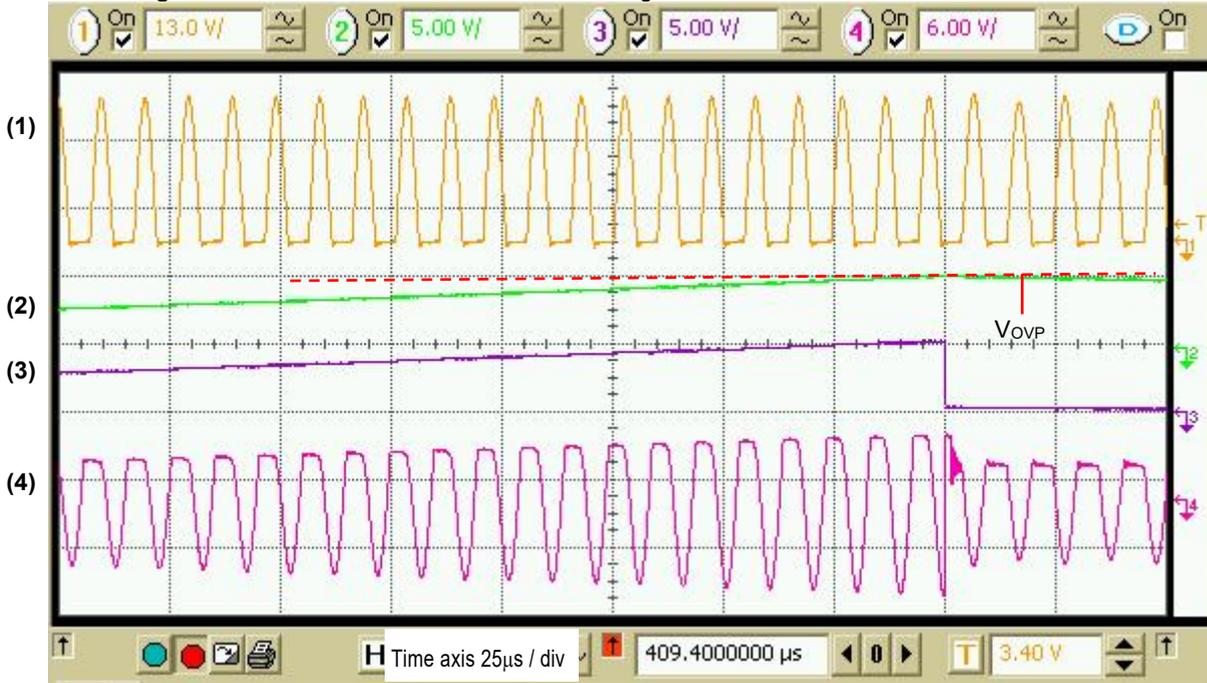 1 On 13.0 V/ 2 On 5.00 V/ 3 On 5.00 V/ 4 On 6.00 V/ D On
(1)
T
1
(2)
VOVP
2
(3)
3
(4)
4
H Time axis 25μs / div 409.4000000 μs 0 T 3.40 V